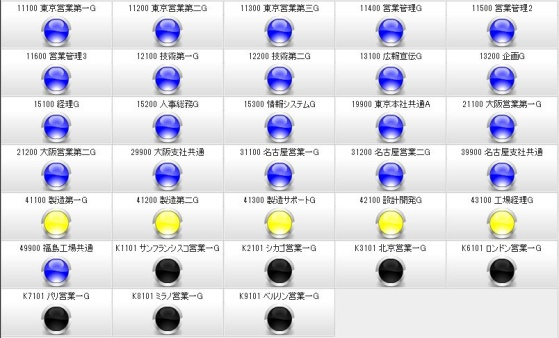 11100 東京営業第一G
11200 東京営業第二G
11300 東京営業第三G
11400 営業管理G
11500 営業管理2
11600 営業管理3
12100 技術第一G
12200 技術第二G
13100 広報宣伝G
13200 企画G
15100 経理G
15200 人事総務G
15300 情報システムG
19900 東京本社共通A
21100 大阪営業第一G
21200 大阪営業第二G
29900 大阪支社共通
31100 名古屋営業一G
31200 名古屋営業二G
39900 名古屋支社共通
41100 製造第一G
41200 製造第二G
41300 製造サポートG
42100 設計開発G
43100 工場経理G
49900 福島工場共通
K1101 サンフランシスコ営業一G
K2101 シカゴ営業一G
K3101 北京営業一G
K6101 ロンドン営業一G
K7101 パリ営業一G
K8101 ミラノ営業一G
K9101 ベルリン営業一G